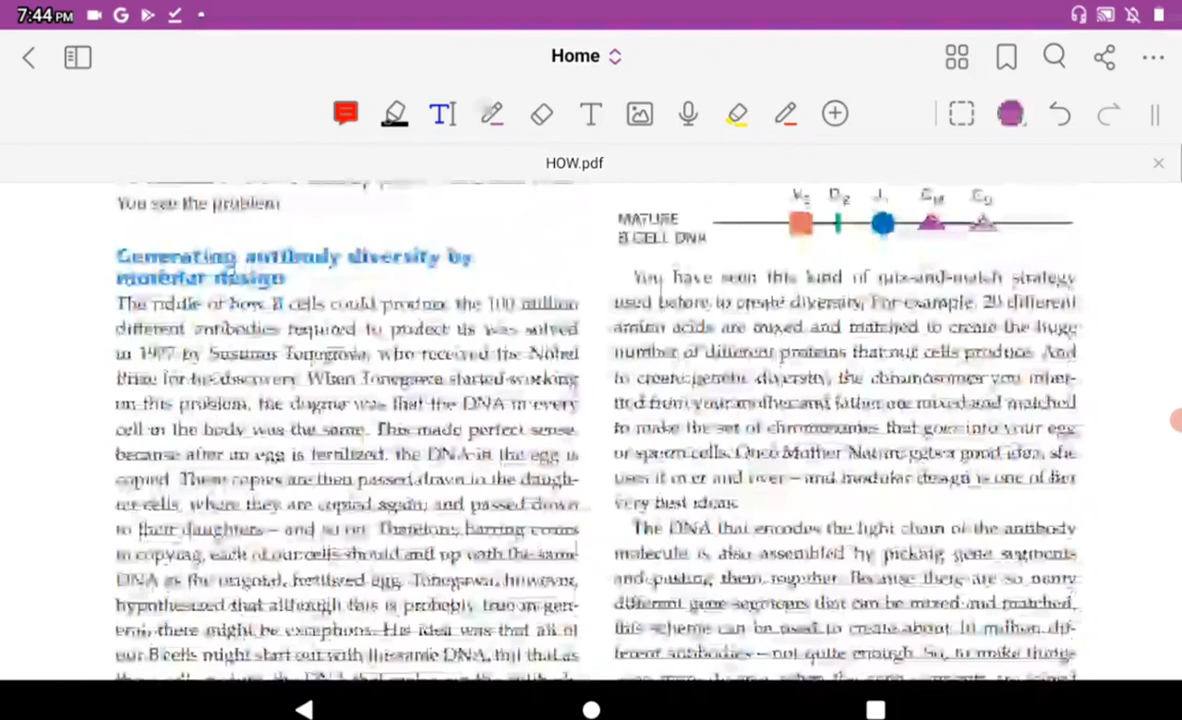 7:44 PM
Home
HOW.pdf
You see the problem
Generating antibody diversity by
modular design
The riddle of how B cells could produce the 100 million
different antibodies required to protect us was solved
in 1977 by Susumu Tonegawa, who received the Nobel
Prize for his discovery. When Tonegawa started working
on this problem, the dogma was that the DNA in every
cell in the body was the same. This made perfect sense,
because after an egg is fertilized, the DNA in the egg is
copied. These copies are then passed down to the daugh-
ter cells, where they are copied again, and passed down
to their daughters – and so on. Therefore, barring errors
in copying, each of our cells should end up with the same
DNA as the original, fertilized egg. Tonegawa, however,
hypothesized that although this is probably true in gen-
eral, there might be exceptions. His idea was that all of
our B cells might start out with the same DNA, but that as
MATURE
B CELL DNA
You have seen this kind of mix-and-match strategy
used before to create diversity. For example, 20 different
amino acids are mixed and matched to create the huge
number of different proteins that our cells produce. And
to create genetic diversity, the chromosomes you inher-
ited from your mother and father are mixed and matched
to make the set of chromosomes that goes into your egg
or sperm cells. Once Mother Nature gets a good idea, she
uses it over and over – and modular design is one of her
very best ideas.
The DNA that encodes the light chain of the antibody
molecule is also assembled by picking gene segments
and pasting them together. Because there are so many
different gene segments that can be mixed and matched,
this scheme can be used to create about 10 million dif-
ferent antibodies – not quite enough. So, to make things